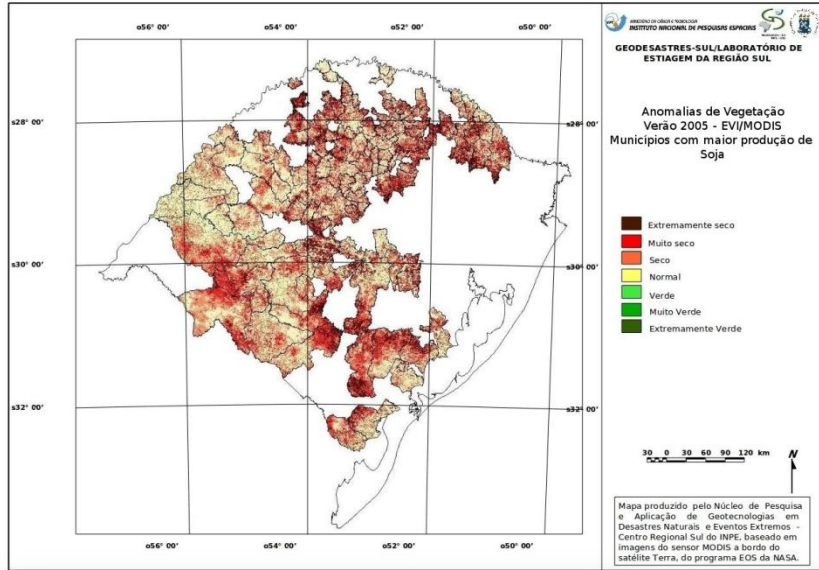 o56° 00' o54° 00' o52° 00' o50° 00'
s28° 00' s28° 00'
s30° 00' s30° 00'
s32° 00' s32° 00'
o56° 00' o54° 00' o52° 00' o50° 00'
MINISTÉRIO DA CIÊNCIA E TECNOLOGIA
INSTITUTO NACIONAL DE PESQUISAS ESPACIAIS
GEODESASTRES-SUL/LABORATÓRIO DE
ESTIAGEM DA REGIÃO SUL
Anomalias de Vegetação
Verão 2005 - EVI/MODIS
Municípios com maior produção de
Soja
Extremamente seco
Muito seco
Seco
Normal
Verde
Muito Verde
Extremamente Verde
30 0 30 60 90 120 km
N
Mapa produzido pelo Núcleo de Pesquisa
e Aplicação de Geotecnologias em
Desastres Naturais e Eventos Extremos -
Centro Regional Sul do INPE, baseado em
imagens do sensor MODIS a bordo do
satélite Terra, do programa EOS da NASA.